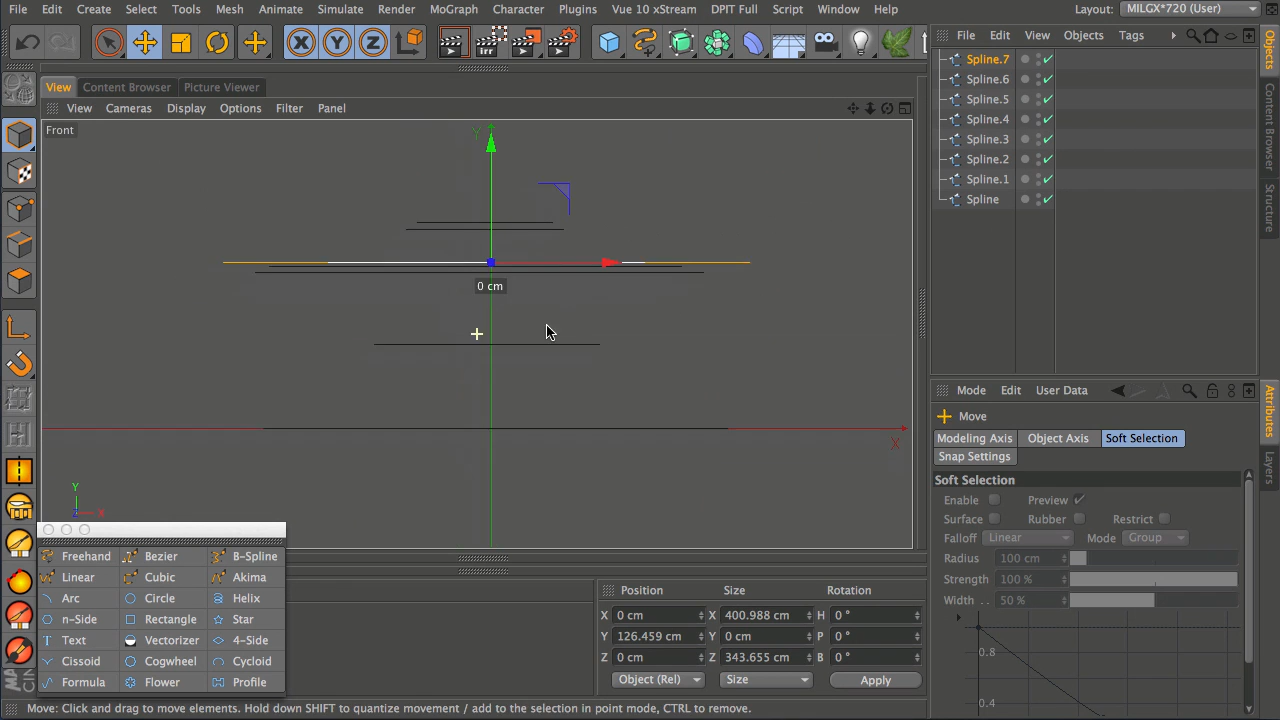 File Edit Create Select Tools Mesh Animate Simulate Render MoGraph Character Plugins Vue 10 xStream DPIT Full Script Window Help Layout: MILGX*720 (User)
X Y Z irr
File Edit View Objects Tags
View Content Browser Picture Viewer
View Cameras Display Options Filter Panel
Front
Y
0 cm
X
Y
X
Spline.7
Spline.6
Spline.5
Spline.4
Spline.3
Spline.2
Spline.1
Spline
Objects
Content Browser
Structure
Mode Edit User Data
Move
Modeling Axis Object Axis Soft Selection
Snap Settings
Soft Selection
Enable Preview
Surface Rubber Restrict
Falloff Linear Mode Group
Radius 100 cm
Strength 100 %
Width . . 50 %
0.8
0.4
Attributes
Layers
Freehand Bezier B-Spline
Linear Cubic Akima
Arc Circle Helix
n-Side Rectangle Star
Text Vectorizer 4-Side
Cissoid Cogwheel Cycloid
Formula Flower Profile
Position Size Rotation
X 0 cm X 400.988 cm H 0 °
Y 126.459 cm Y 0 cm P 0 °
Z 0 cm Z 343.655 cm B 0 °
Object (Rel) Size Apply
Move: Click and drag to move elements. Hold down SHIFT to quantize movement / add to the selection in point mode, CTRL to remove.